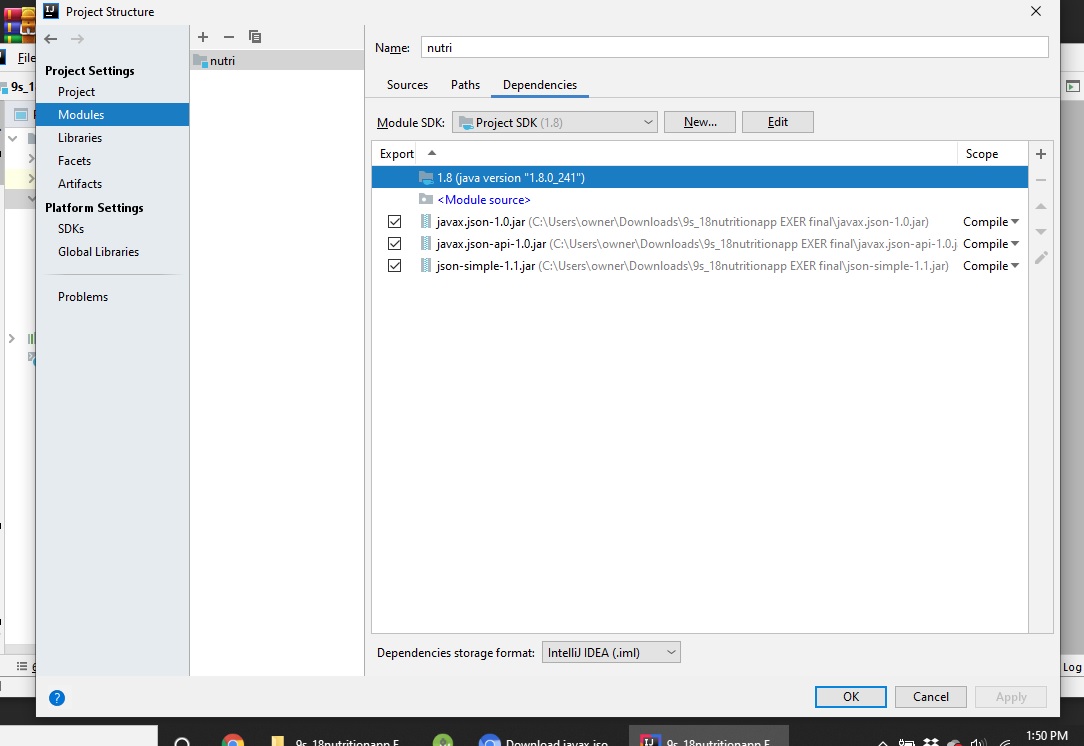 Project Structure
File
9s_1
Project Settings
Project
Modules
Libraries
Facets
Artifacts
Platform Settings
SDKs
Global Libraries
Problems
nutri
Name: nutri
Sources Paths Dependencies
Module SDK: Project SDK (1.8) New... Edit
Export Scope
1.8 (java version "1.8.0_241")
<Module source>
javax.json-1.0.jar (C:\Users\owner\Downloads\9s_18nutritionapp EXER final\javax.json-1.0.jar) Compile
javax.json-api-1.0.jar (C:\Users\owner\Downloads\9s_18nutritionapp EXER final\javax.json-api-1.0.j Compile
json-simple-1.1.jar (C:\Users\owner\Downloads\9s_18nutritionapp EXER final\json-simple-1.1.jar) Compile
Dependencies storage format: IntelliJ IDEA (.iml)
Log
OK Cancel Apply
9s_18nutritionapp E Download javax.jso 9s_18nutritionapp E 1:50 PM